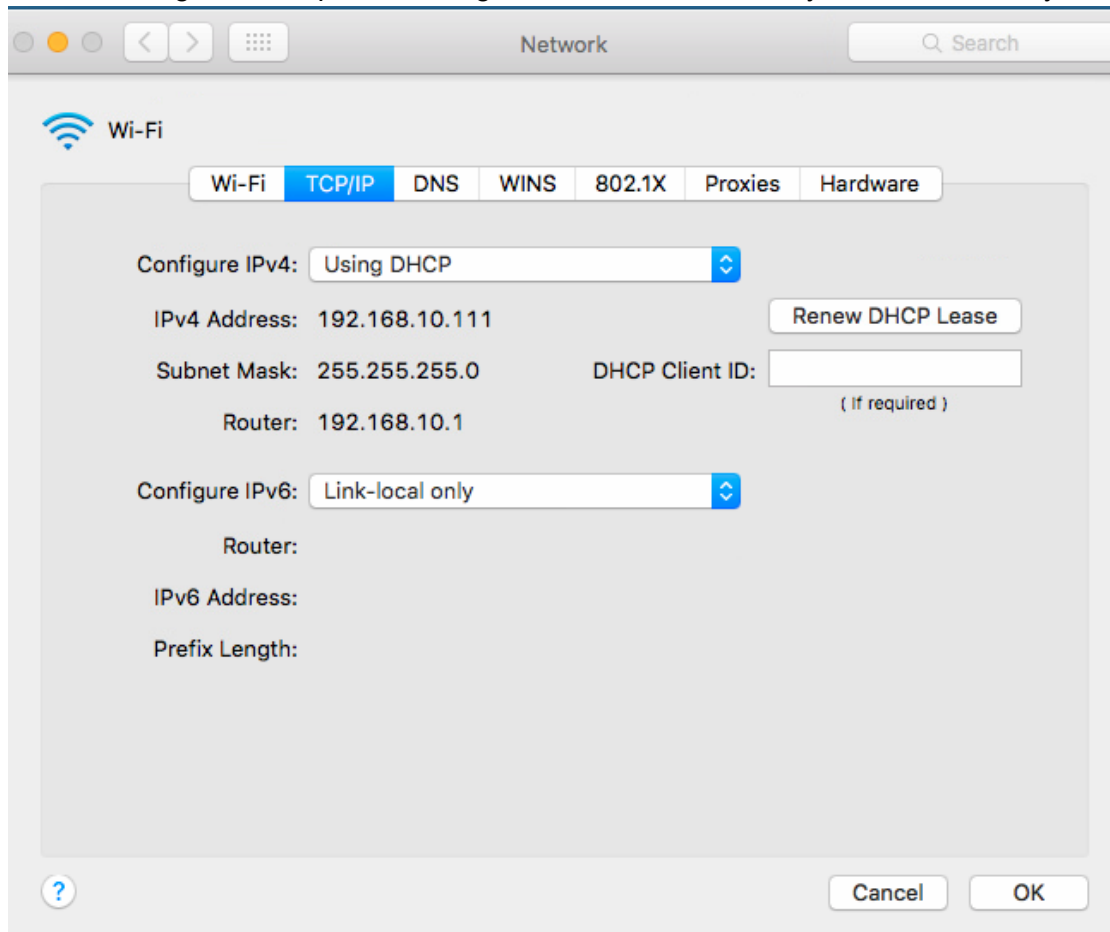 Network
Search
Wi-Fi
Wi-Fi TCP/IP DNS WINS 802.1X Proxies Hardware
Configure IPv4: Using DHCP
IPv4 Address: 192.168.10.111 Renew DHCP Lease
Subnet Mask: 255.255.255.0 DHCP Client ID:
( If required )
Router: 192.168.10.1
Configure IPv6: Link-local only
Router:
IPv6 Address:
Prefix Length:
?
Cancel OK